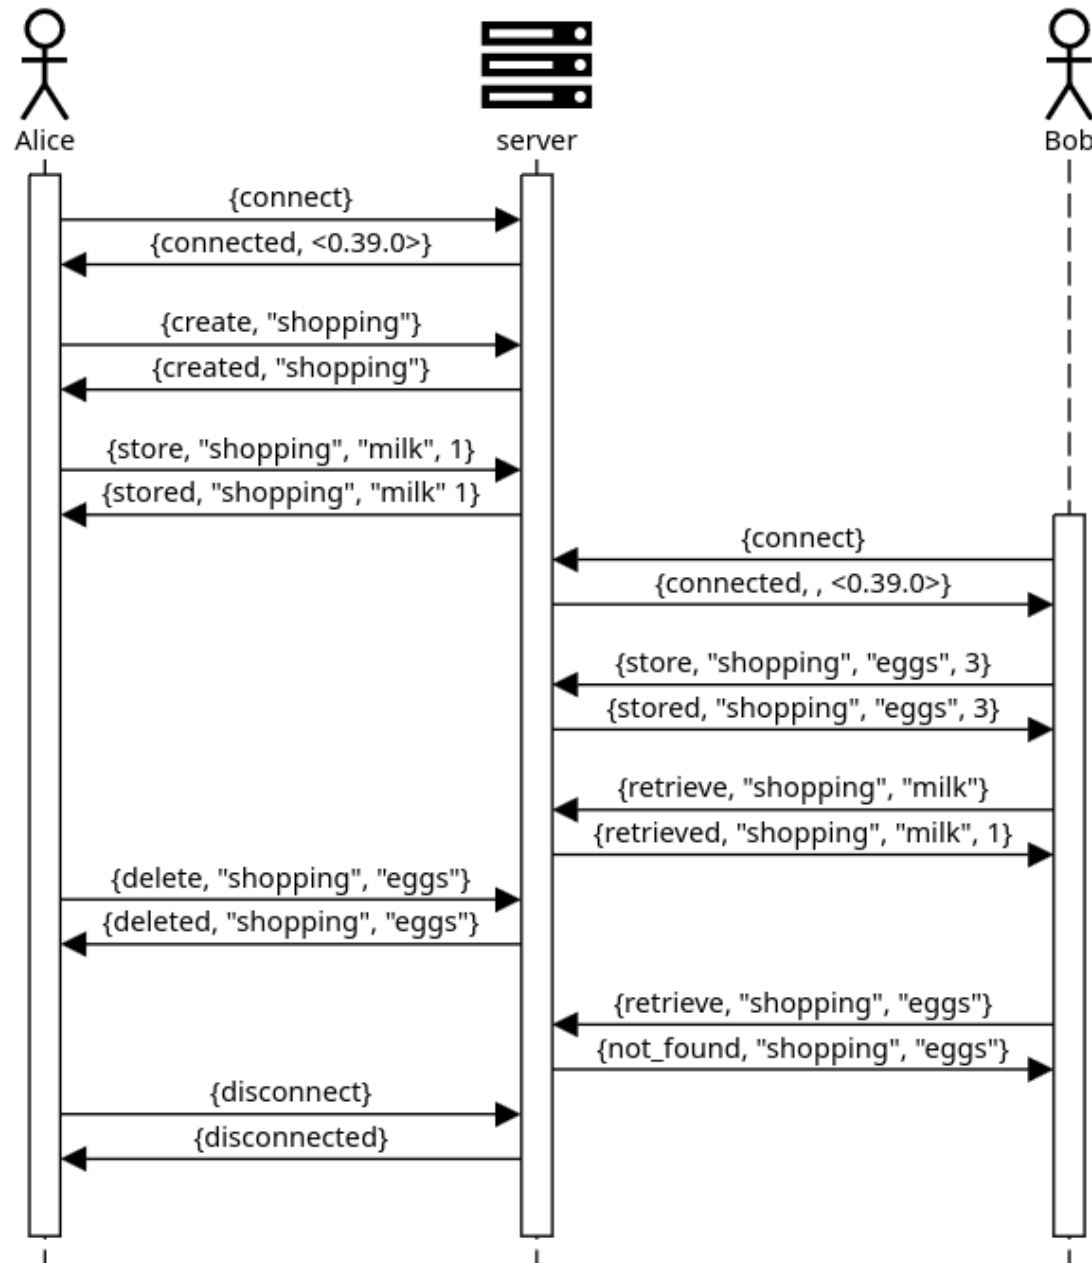 Alice
server
Bob
{connect}
{connected, <0.39.0>}
{create, "shopping"}
{created, "shopping"}
{store, "shopping", "milk", 1}
{stored, "shopping", "milk" 1}
{connect}
{connected, , <0.39.0>}
{store, "shopping", "eggs", 3}
{stored, "shopping", "eggs", 3}
{retrieve, "shopping", "milk"}
{retrieved, "shopping", "milk", 1}
{delete, "shopping", "eggs"}
{deleted, "shopping", "eggs"}
{retrieve, "shopping", "eggs"}
{not_found, "shopping", "eggs"}
{disconnect}
{disconnected}